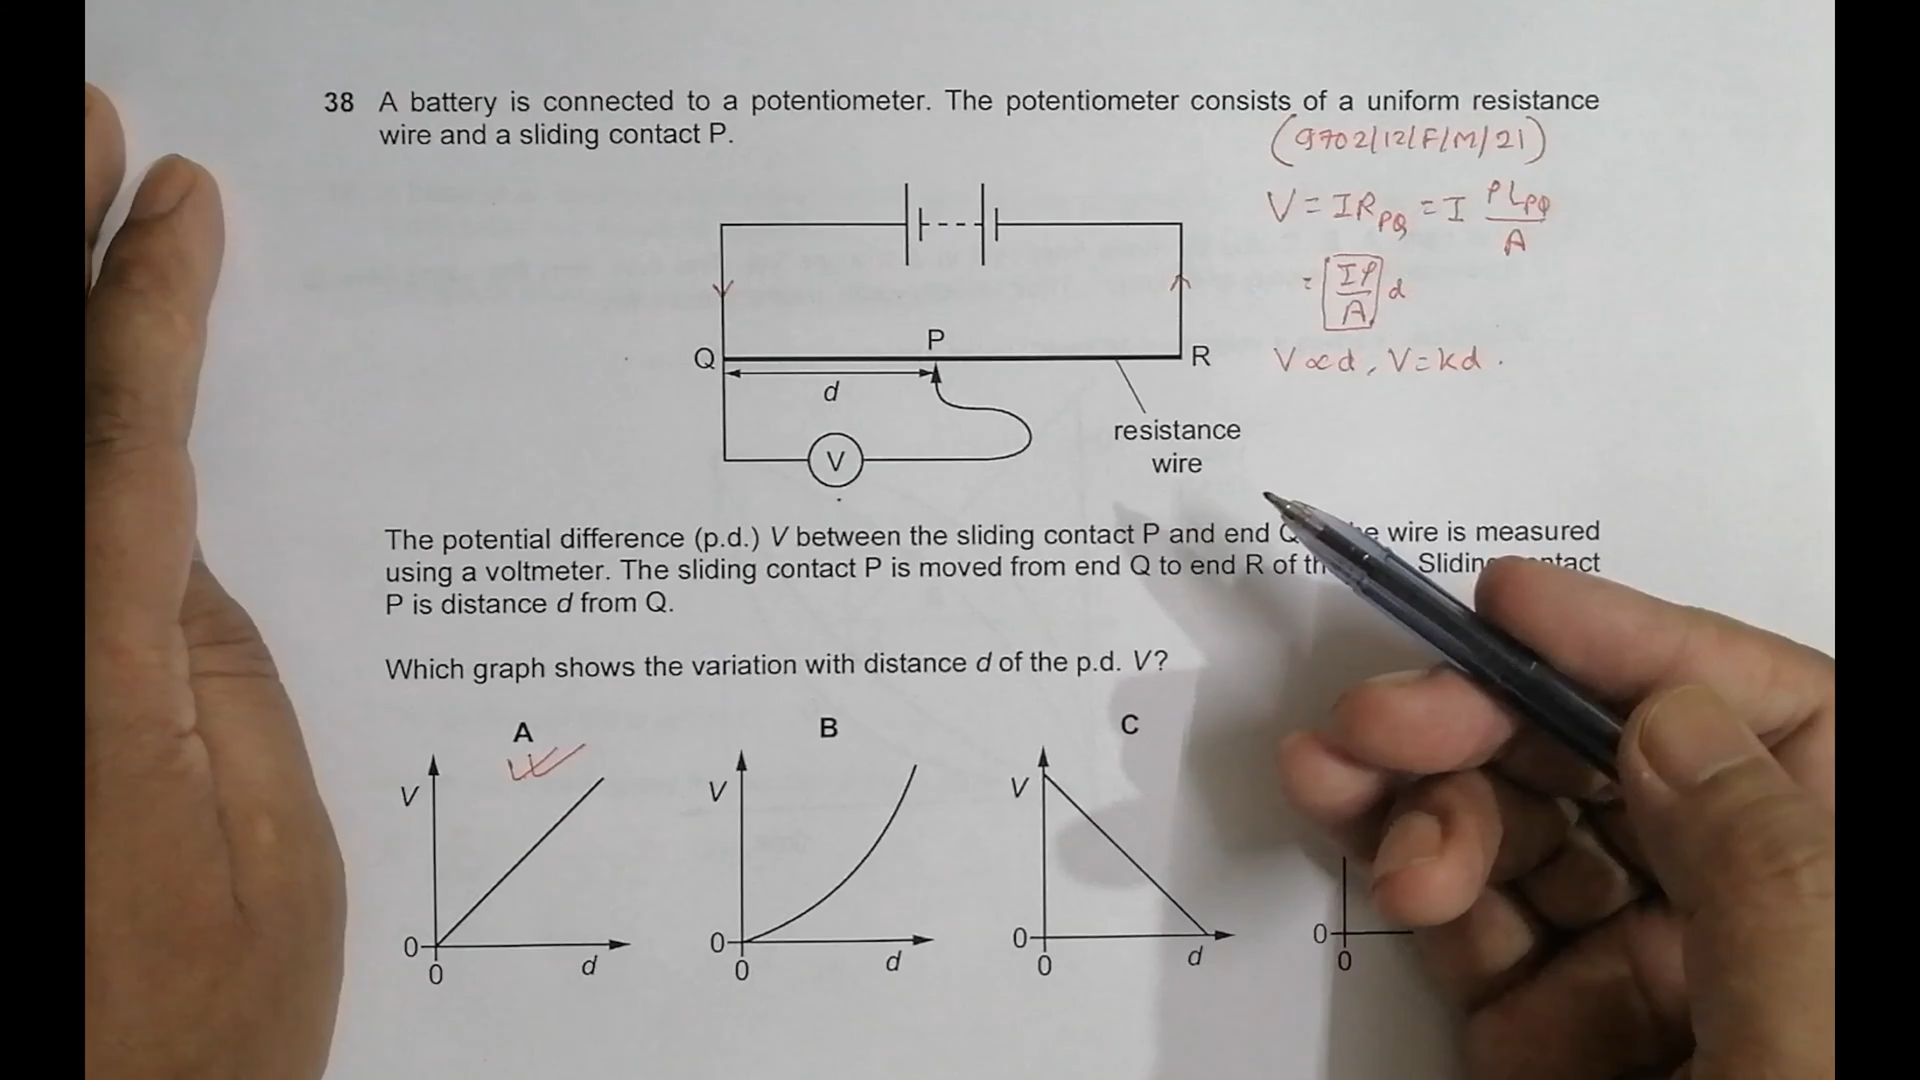 38 A battery is connected to a potentiometer. The potentiometer consists of a uniform resistance
wire and a sliding contact P.
(9702/12/F/M/21)
V = IR_PQ = I ρL_PQ / A
= Iρ/A d
V ∝ d, V = kd.
Q
P
R
d
V
resistance
wire
The potential difference (p.d.) V between the sliding contact P and end wire is measured
using a voltmeter. The sliding contact P is moved from end Q to end R of
P is distance d from Q.
Which graph shows the variation with distance d of the p.d. V?
A
B
C
V
V
V
0
0
0
0
0
0
0
0
d
d
d